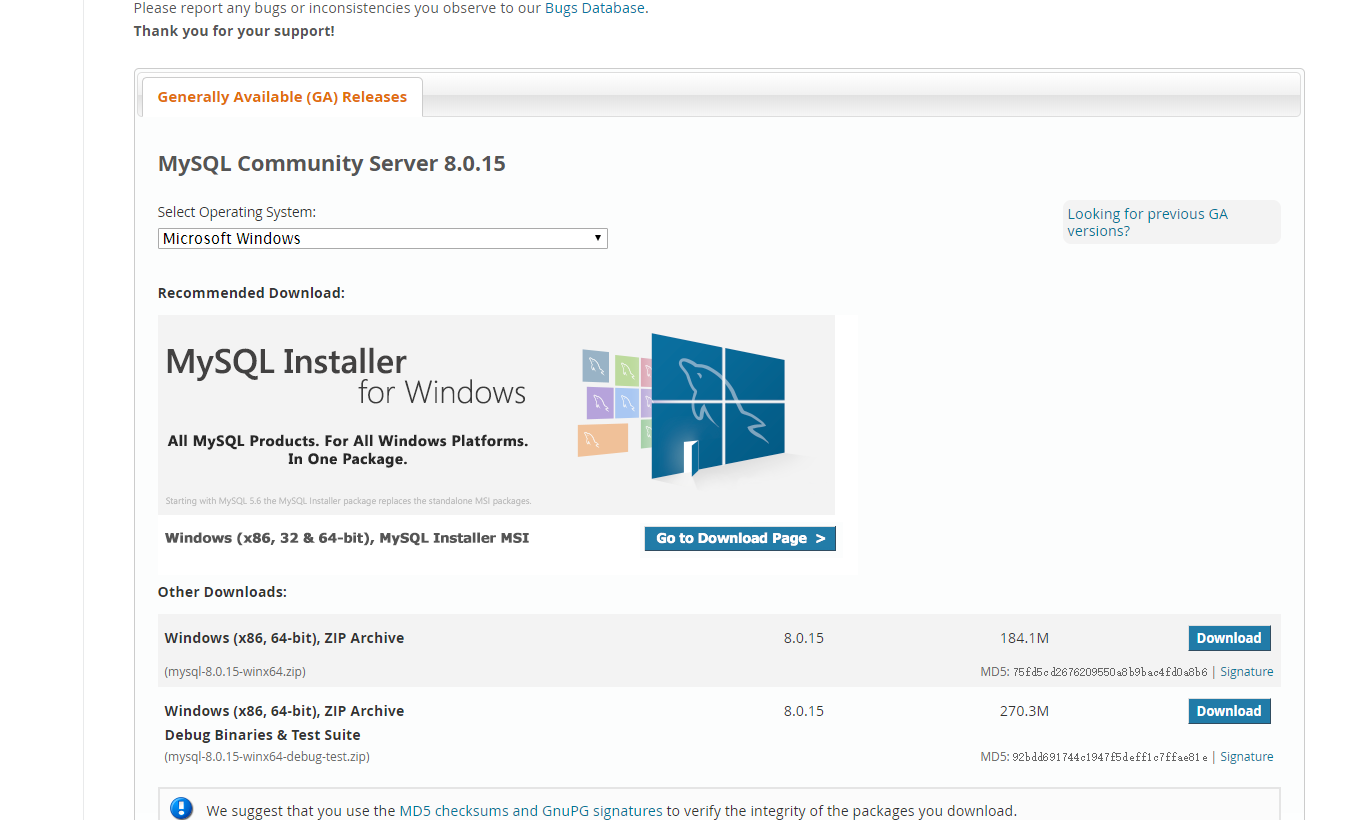 Please report any bugs or inconsistencies you observe to our Bugs Database.
Thank you for your support!
Generally Available (GA) Releases
MySQL Community Server 8.0.15
Select Operating System:
Looking for previous GA
versions?
Microsoft Windows
Recommended Download:
MySQL Installer
for Windows
All MySQL Products. For All Windows Platforms.
In One Package.
Starting with MySQL 5.6 the MySQL Installer package replaces the standalone MSI packages.
Windows (x86, 32 & 64-bit), MySQL Installer MSI
Go to Download Page >
Other Downloads:
Windows (x86, 64-bit), ZIP Archive 8.0.15 184.1M Download
(mysql-8.0.15-winx64.zip) MD5: 75fd5cd2676209550a8b9bac4fd0a8b6 | Signature
Windows (x86, 64-bit), ZIP Archive 8.0.15 270.3M Download
Debug Binaries & Test Suite
(mysql-8.0.15-winx64-debug-test.zip) MD5: 92bdd691744c1947f5deff1c7ffae81e | Signature
We suggest that you use the MD5 checksums and GnuPG signatures to verify the integrity of the packages you download.